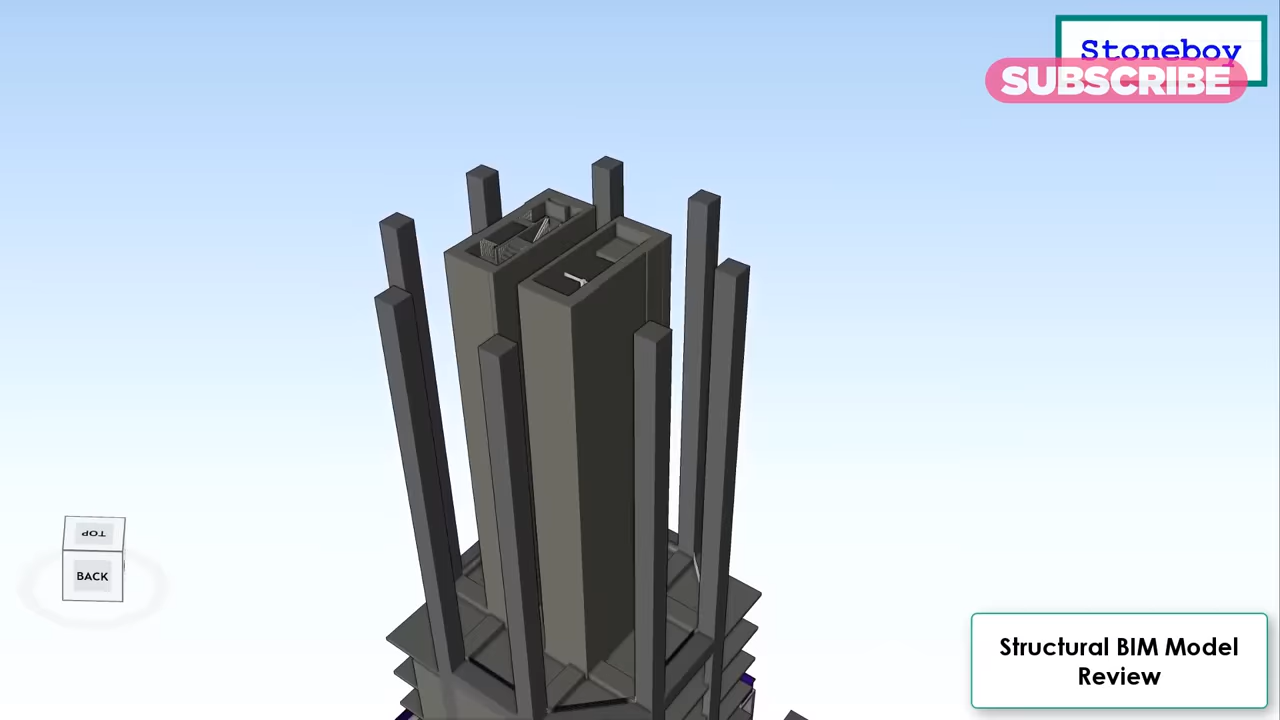 Stoneboy
SUBSCRIBE
TOP
BACK
Structural BIM Model
Review